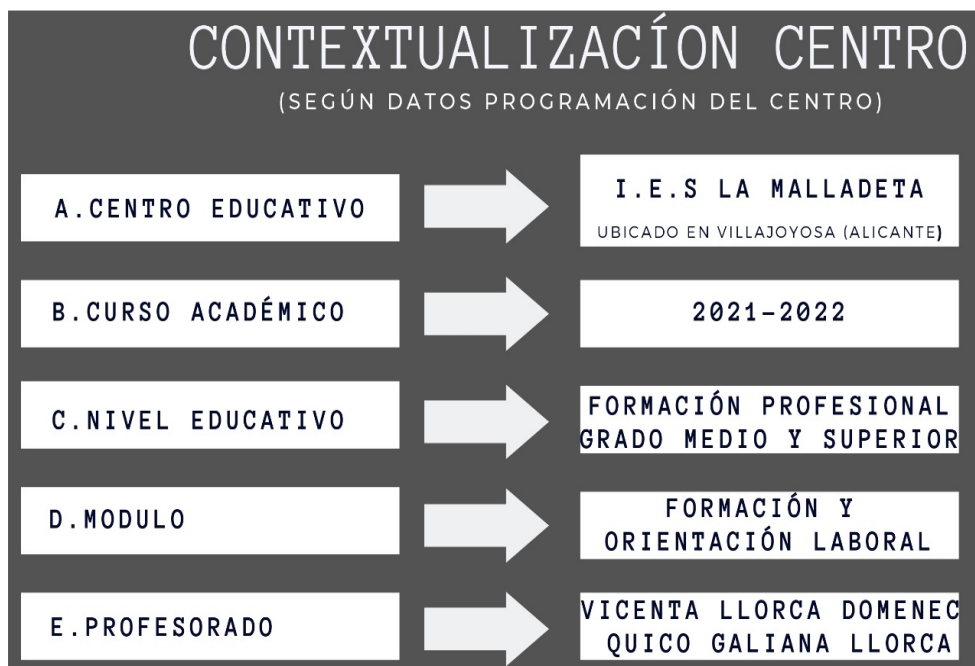 CONTEXTUALIZACÍON CENTRO
(SEGÚN DATOS PROGRAMACIÓN DEL CENTRO)
A.CENTRO EDUCATIVO
I.E.S LA MALLADETA
UBICADO EN VILLAJOYOSA (ALICANTE)
B.CURSO ACADÉMICO
2021-2022
C.NIVEL EDUCATIVO
FORMACIÓN PROFESIONAL
GRADO MEDIO Y SUPERIOR
D.MODULO
FORMACIÓN Y
ORIENTACIÓN LABORAL
E.PROFESORADO
VICENTA LLORCA DOMENEC
QUICO GALIANA LLORCA